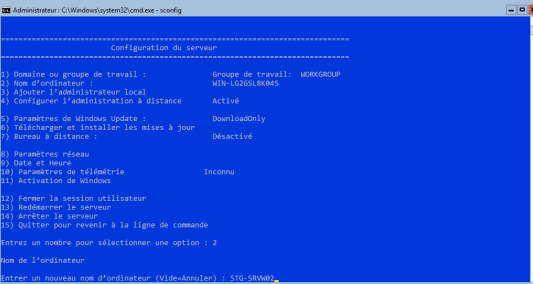 Administrateur : C:\Windows\system32\cmd.exe - sconfig
===============================================================================
Configuration du serveur
===============================================================================
1) Domaine ou groupe de travail : Groupe de travail: WORKGROUP
2) Nom d'ordinateur : WIN-LG2G5L8K04S
3) Ajouter l'administrateur local
4) Configurer l'administration à distance Activé
5) Paramètres de Windows Update : DownloadOnly
6) Télécharger et installer les mises à jour
7) Bureau à distance : Désactivé
8) Paramètres réseau
9) Date et Heure
10) Paramètres de télémétrie Inconnu
11) Activation de Windows
12) Fermer la session utilisateur
13) Redémarrer le serveur
14) Arrêter le serveur
15) Quitter pour revenir à la ligne de commande
Entrez un nombre pour sélectionner une option : 2
Nom de l'ordinateur
Entrer un nouveau nom d'ordinateur (Vide=Annuler) : STG-SRVW02_